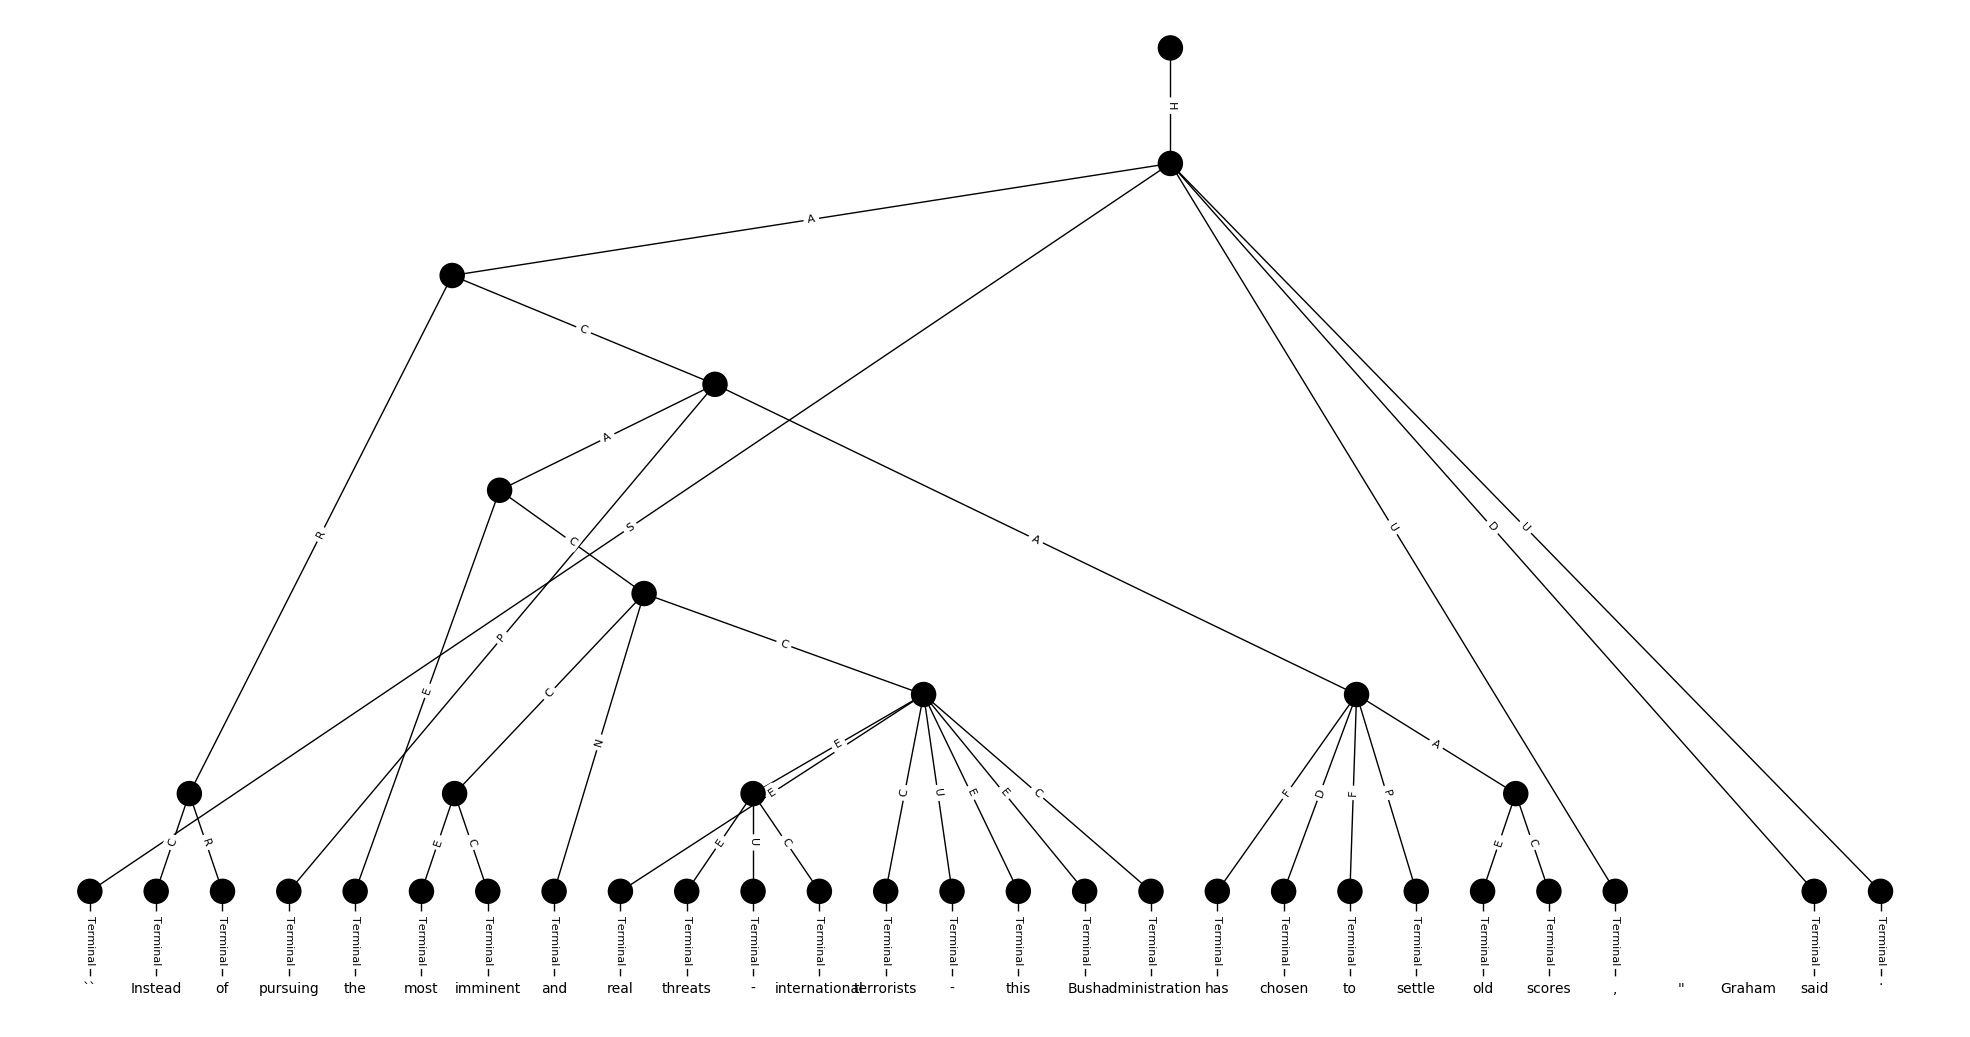 H
A
C
A
R
C
S
A
U
D
U
P
C
E
C
N
E
E
C
U
E
E
C
A
F
D
F
P
C
R
E
C
E
U
C
E
C
Terminal Terminal Terminal Terminal Terminal Terminal Terminal Terminal Terminal Terminal Terminal Terminal Terminal Terminal Terminal Terminal Terminal Terminal Terminal Terminal Terminal Terminal Terminal Terminal Terminal Terminal
`` Instead of pursuing the most imminent and real threats - international terrorists - this Bush administration has chosen to settle old scores , " Graham said .